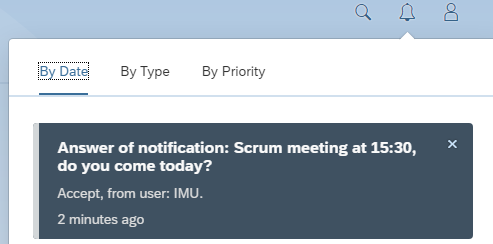 By Date By Type By Priority
Answer of notification: Scrum meeting at 15:30,
do you come today?
Accept, from user: IMU.
2 minutes ago